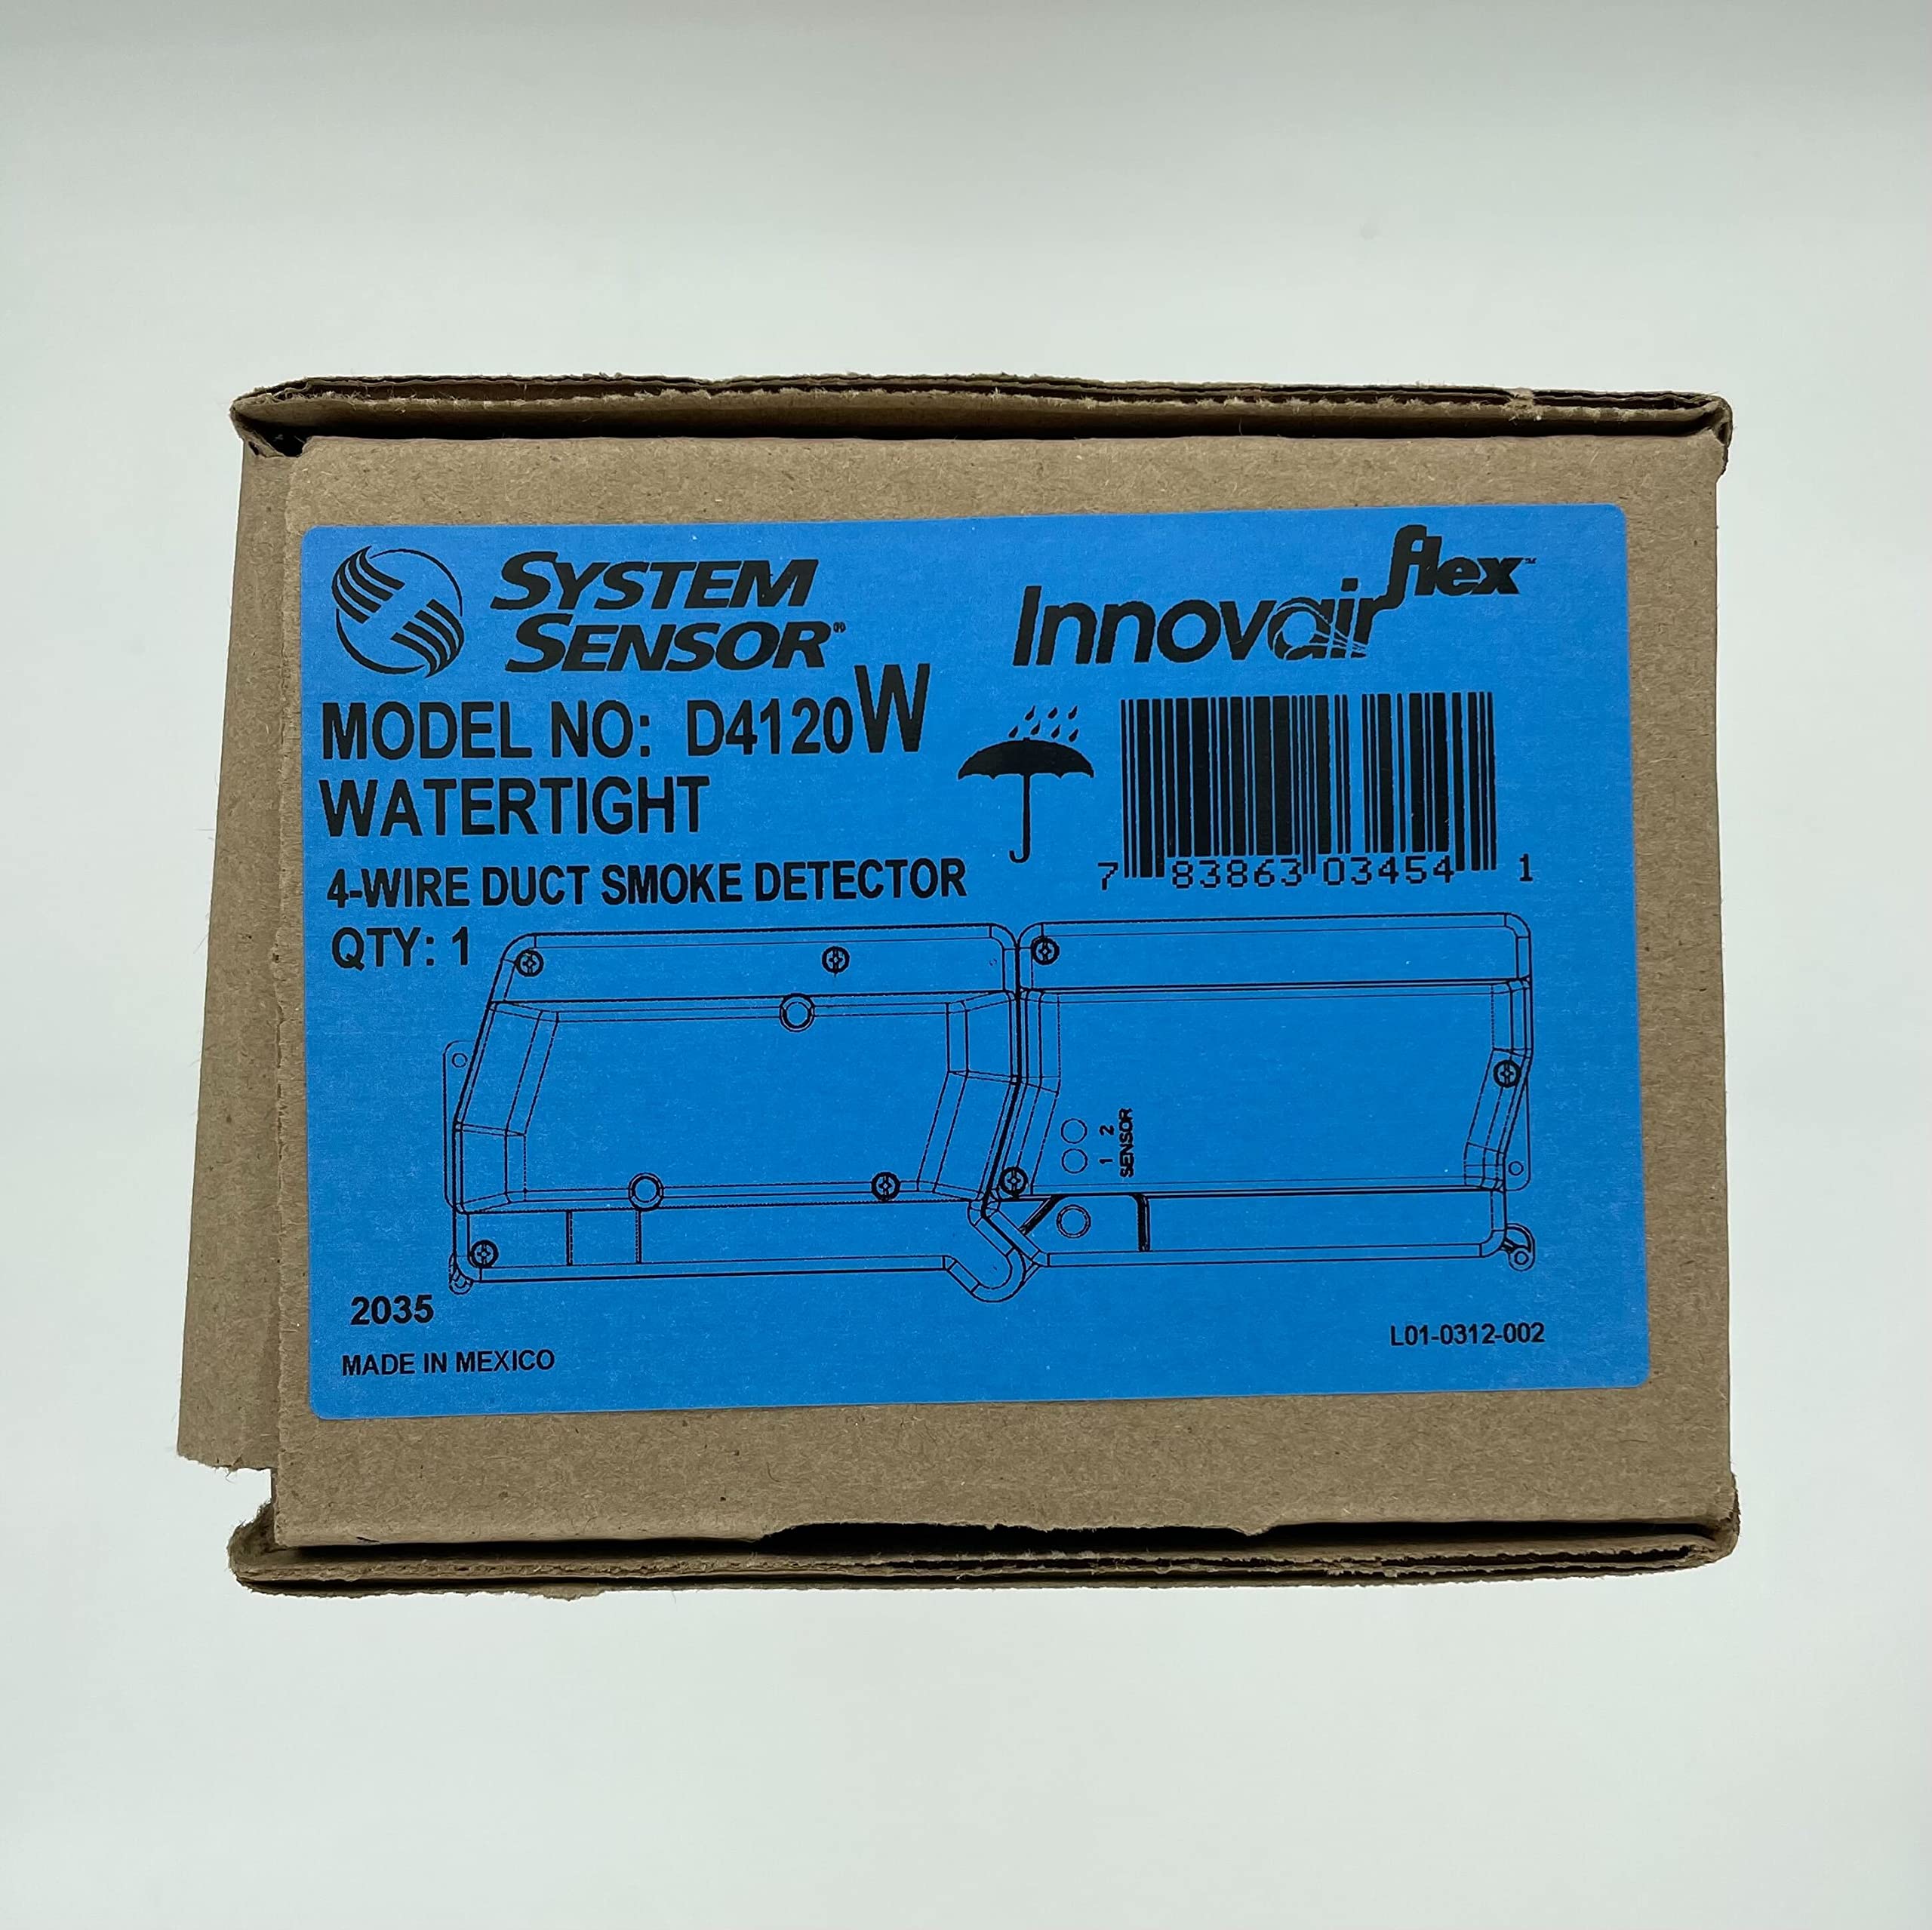 SYSTEM
SENSOR®
Innovairflex™
MODEL NO: D4120W
WATERTIGHT
4-WIRE DUCT SMOKE DETECTOR
QTY: 1
7 83863 03454 1
1 2
SENSOR
2035
MADE IN MEXICO
L01-0312-002